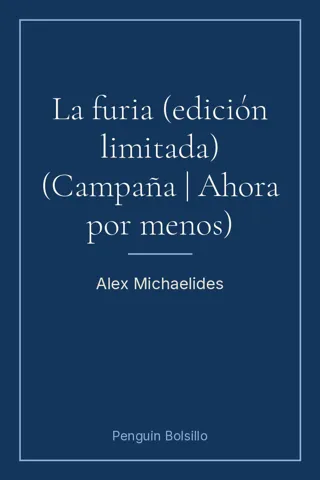 La furia (edición
limitada)
(Campaña | Ahora
por menos)
Alex Michaelides
Penguin Bolsillo